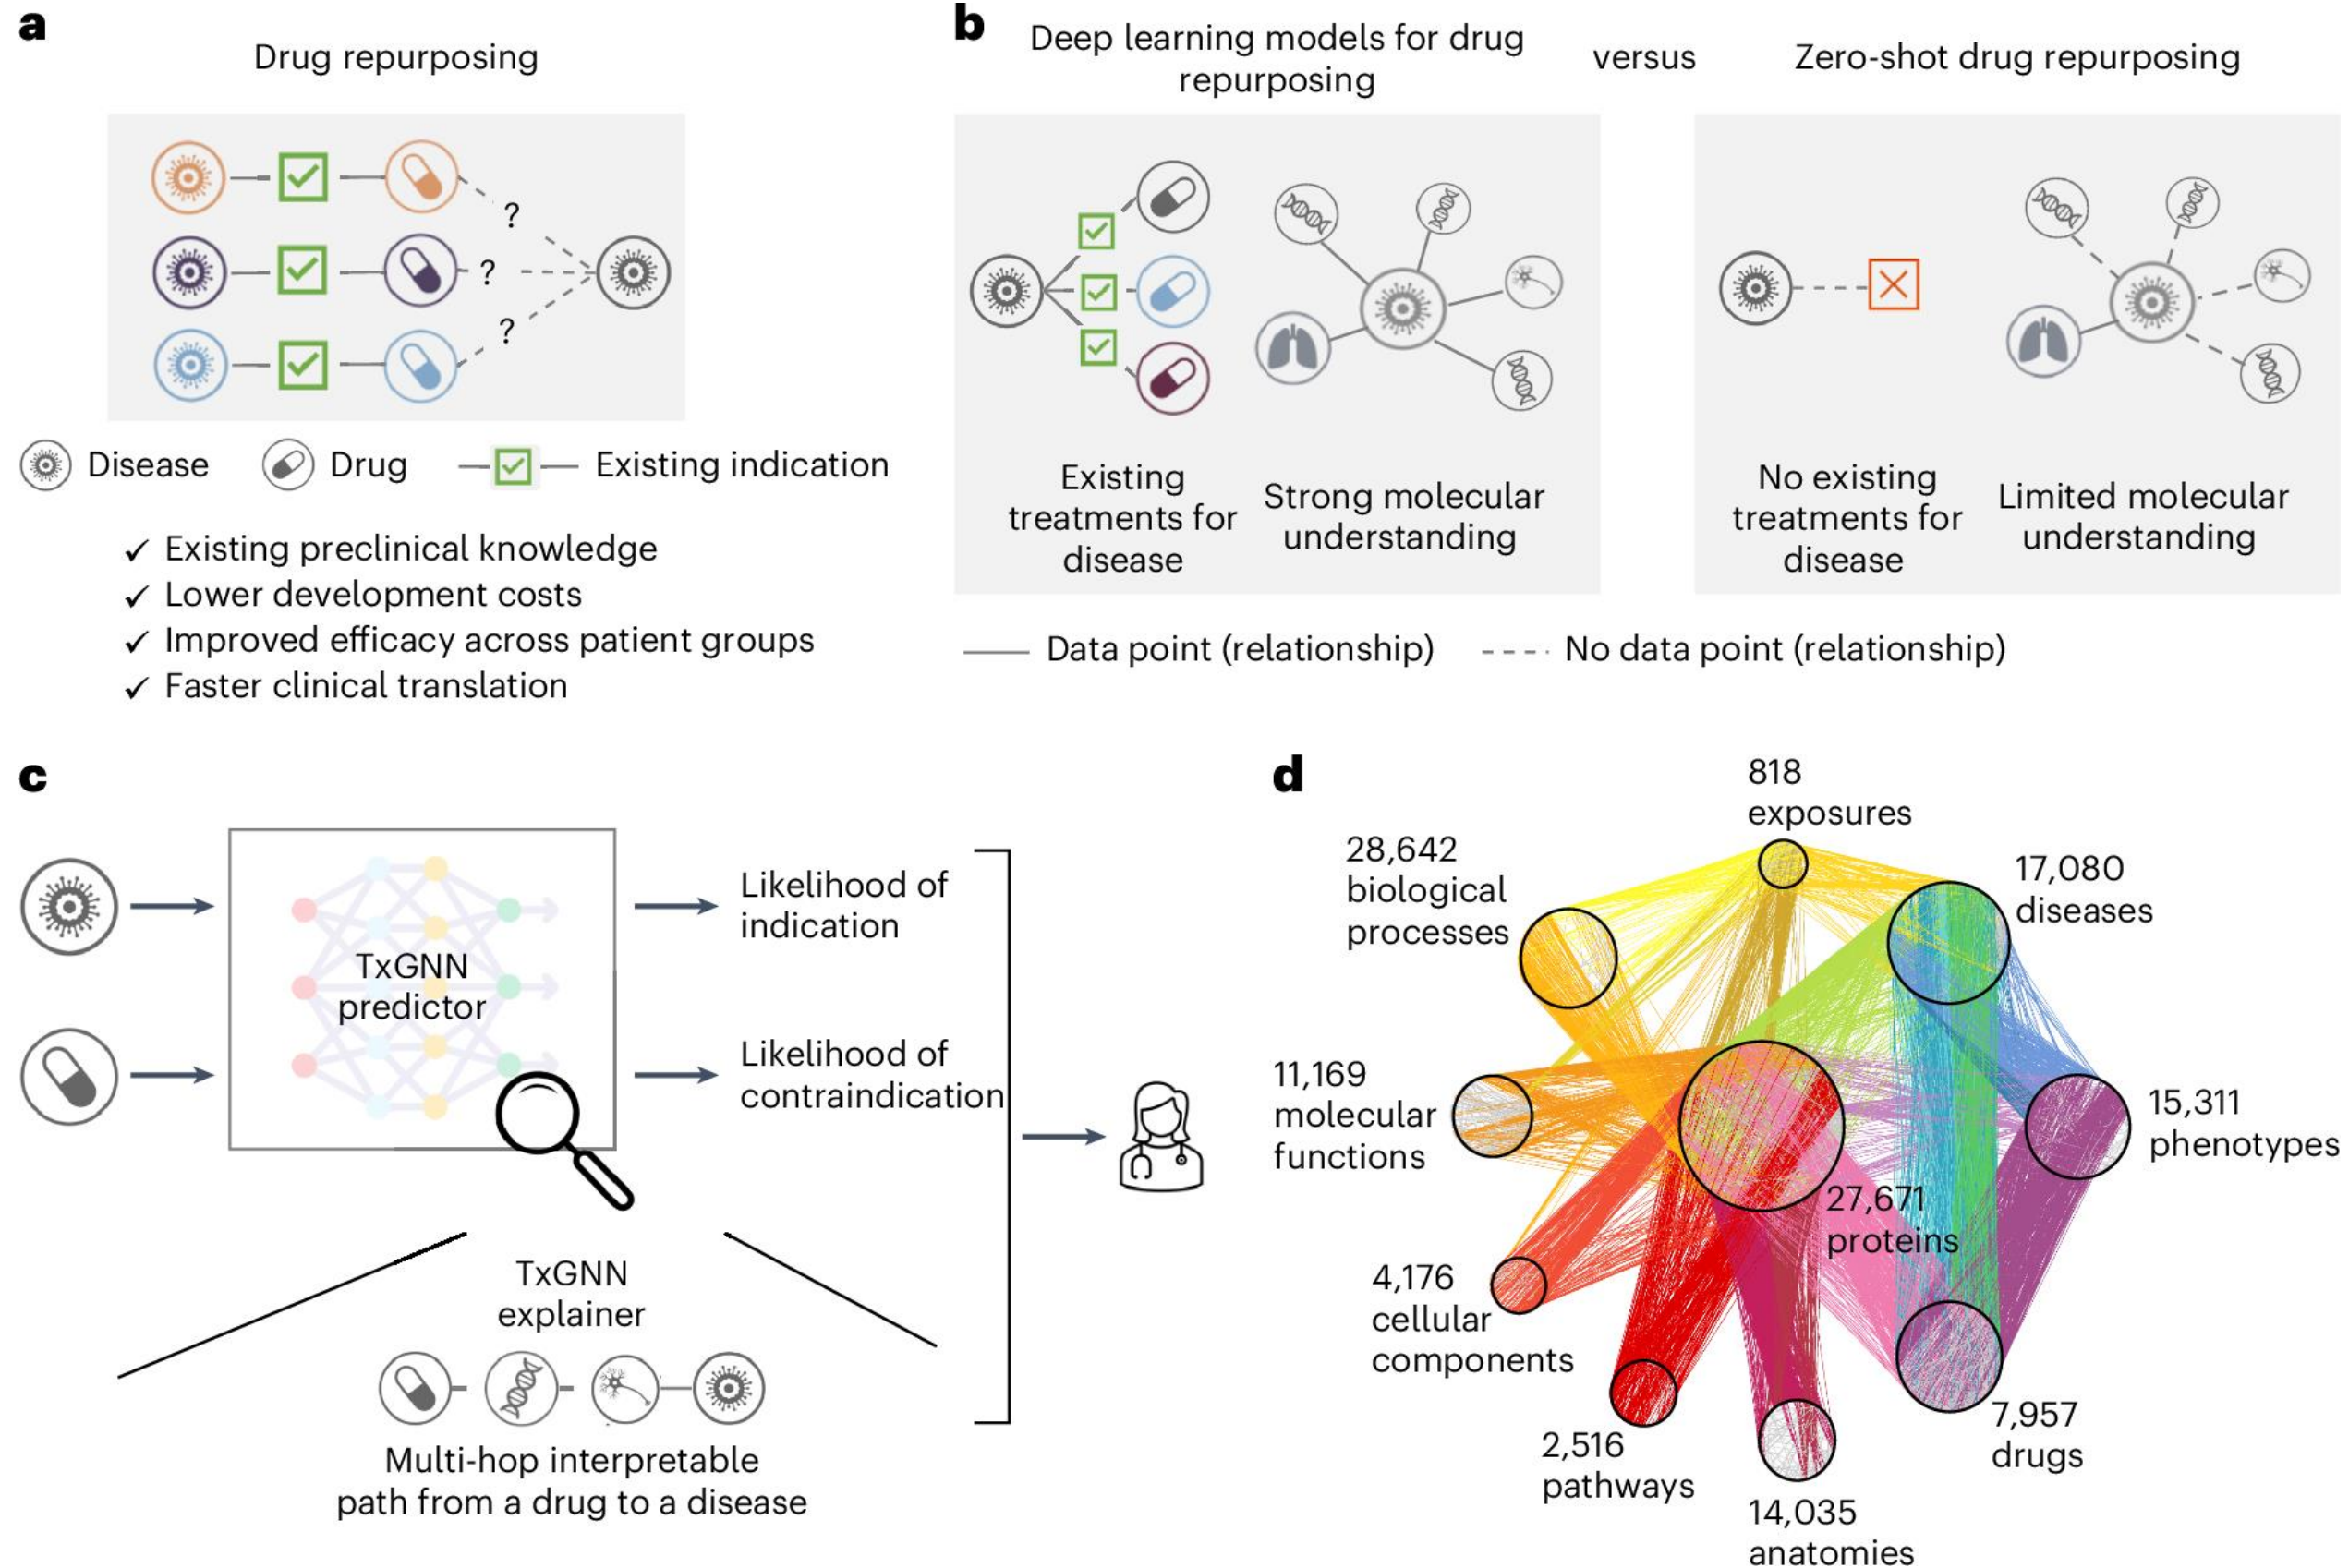 a
Drug repurposing
?
?
?
Disease
Drug
Existing indication
✓ Existing preclinical knowledge
✓ Lower development costs
✓ Improved efficacy across patient groups
✓ Faster clinical translation
b
Deep learning models for drug
repurposing
versus
Zero-shot drug repurposing
Existing
treatments for
disease
Strong molecular
understanding
No existing
treatments for
disease
Limited molecular
understanding
Data point (relationship)
No data point (relationship)
c
TxGNN
predictor
Likelihood of
indication
Likelihood of
contraindication
TxGNN
explainer
Multi-hop interpretable
path from a drug to a disease
d
818
exposures
28,642
biological
processes
17,080
diseases
11,169
molecular
functions
15,311
phenotypes
27,671
proteins
4,176
cellular
components
7,957
drugs
2,516
pathways
14,035
anatomies